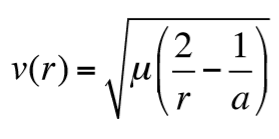 v(r) = √(μ(2/r − 1/a))